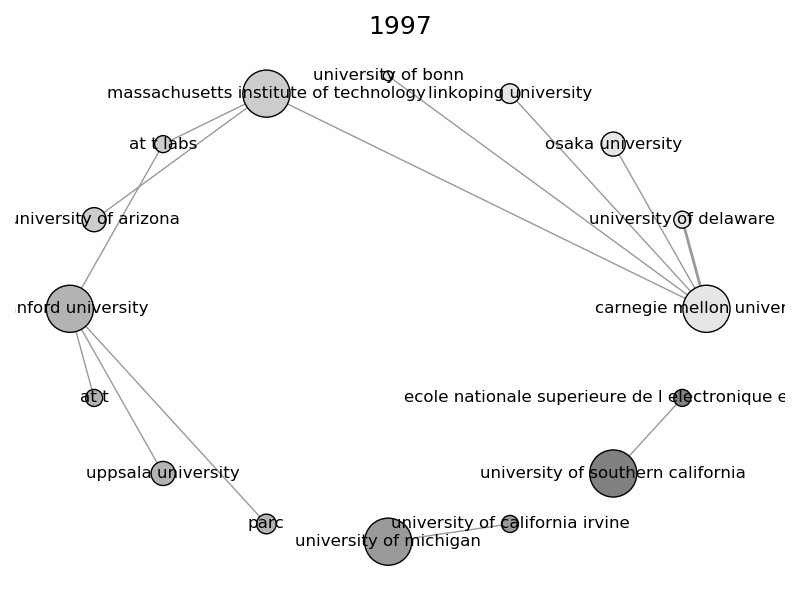 1997
university of bonn
massachusetts institute of technology
linkoping university
at t labs
osaka university
university of arizona
university of delaware
nford university
carnegie mellon univer
at t
ecole nationale superieure de l electronique e
uppsala university
university of southern california
parc
university of california irvine
university of michigan